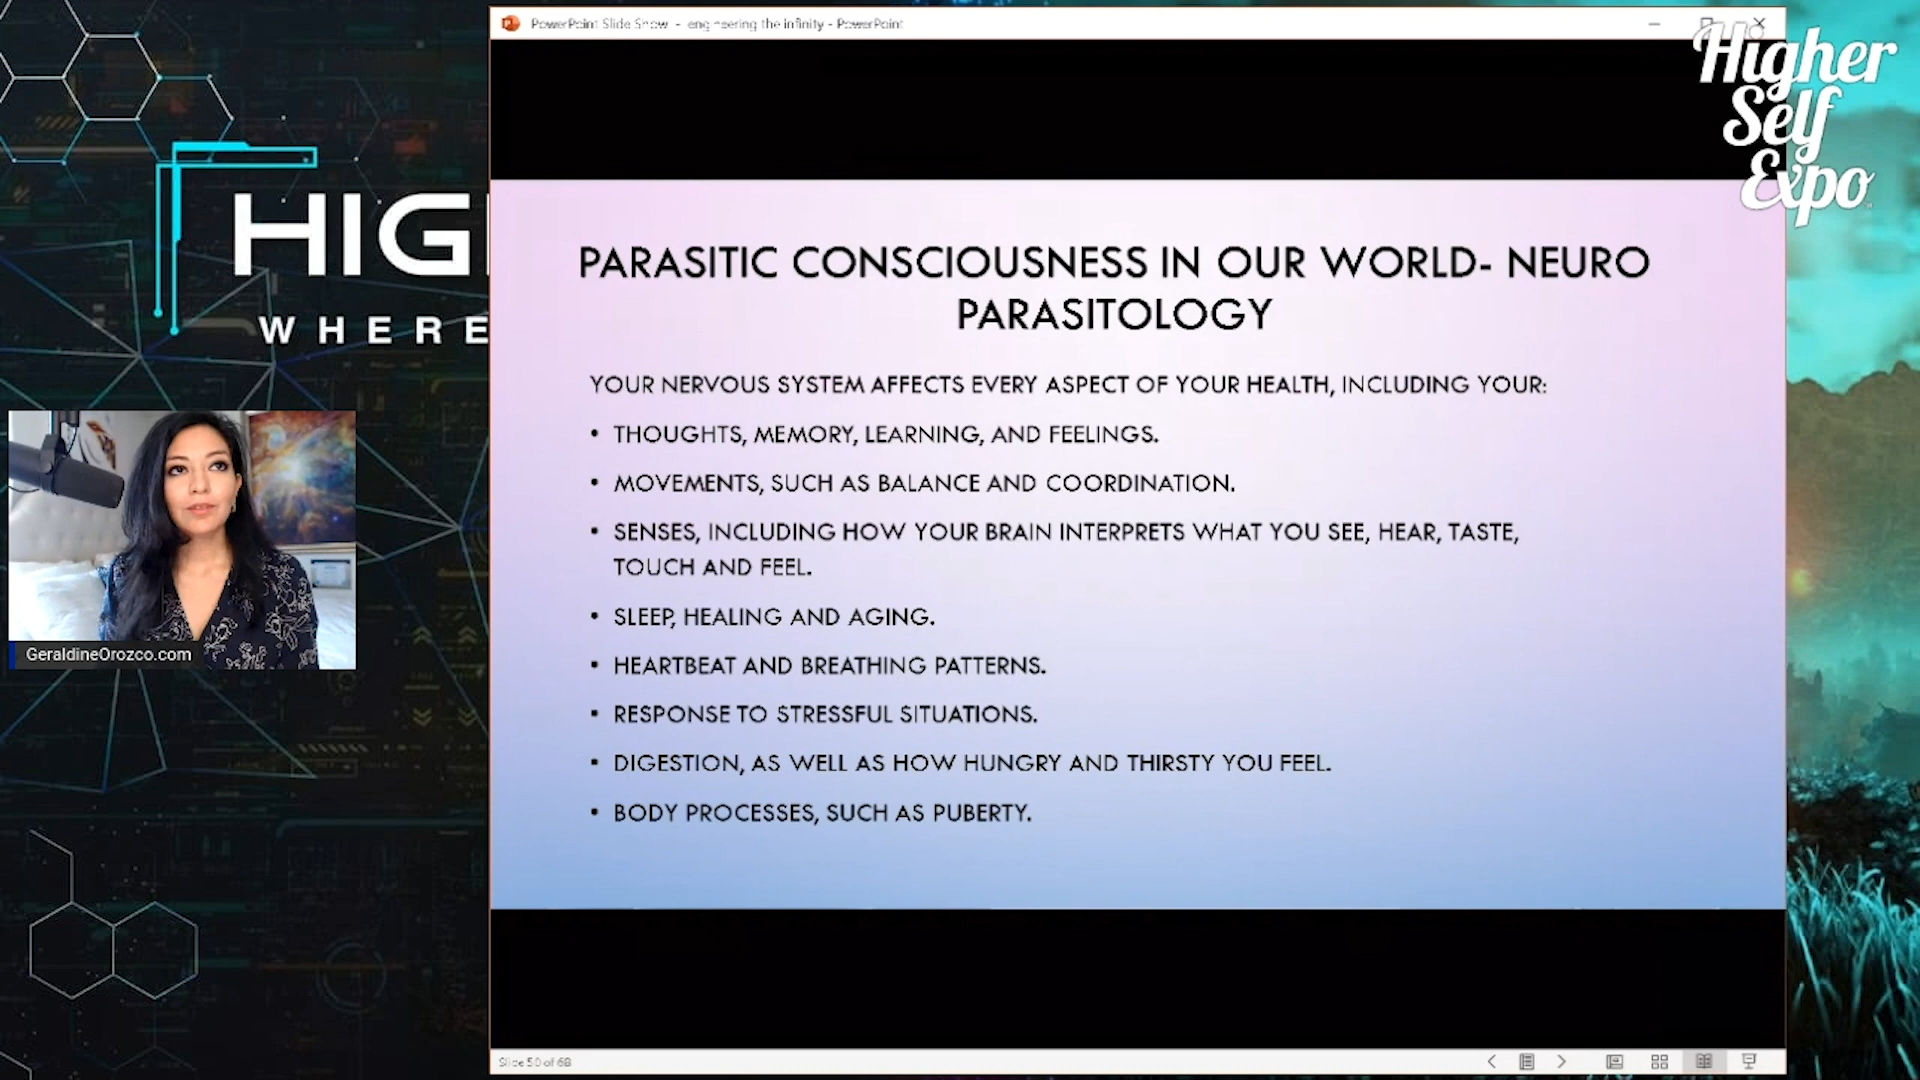 PowerPoint Slide Show - engineering the infinity - PowerPoint
Higher
Self
Expo
HIG
WHERE
PARASITIC CONSCIOUSNESS IN OUR WORLD- NEURO
PARASITOLOGY
YOUR NERVOUS SYSTEM AFFECTS EVERY ASPECT OF YOUR HEALTH, INCLUDING YOUR:
• THOUGHTS, MEMORY, LEARNING, AND FEELINGS.
• MOVEMENTS, SUCH AS BALANCE AND COORDINATION.
• SENSES, INCLUDING HOW YOUR BRAIN INTERPRETS WHAT YOU SEE, HEAR, TASTE,
TOUCH AND FEEL.
• SLEEP, HEALING AND AGING.
• HEARTBEAT AND BREATHING PATTERNS.
• RESPONSE TO STRESSFUL SITUATIONS.
• DIGESTION, AS WELL AS HOW HUNGRY AND THIRSTY YOU FEEL.
• BODY PROCESSES, SUCH AS PUBERTY.
GeraldineOrozco.com
Slide 50 of 68